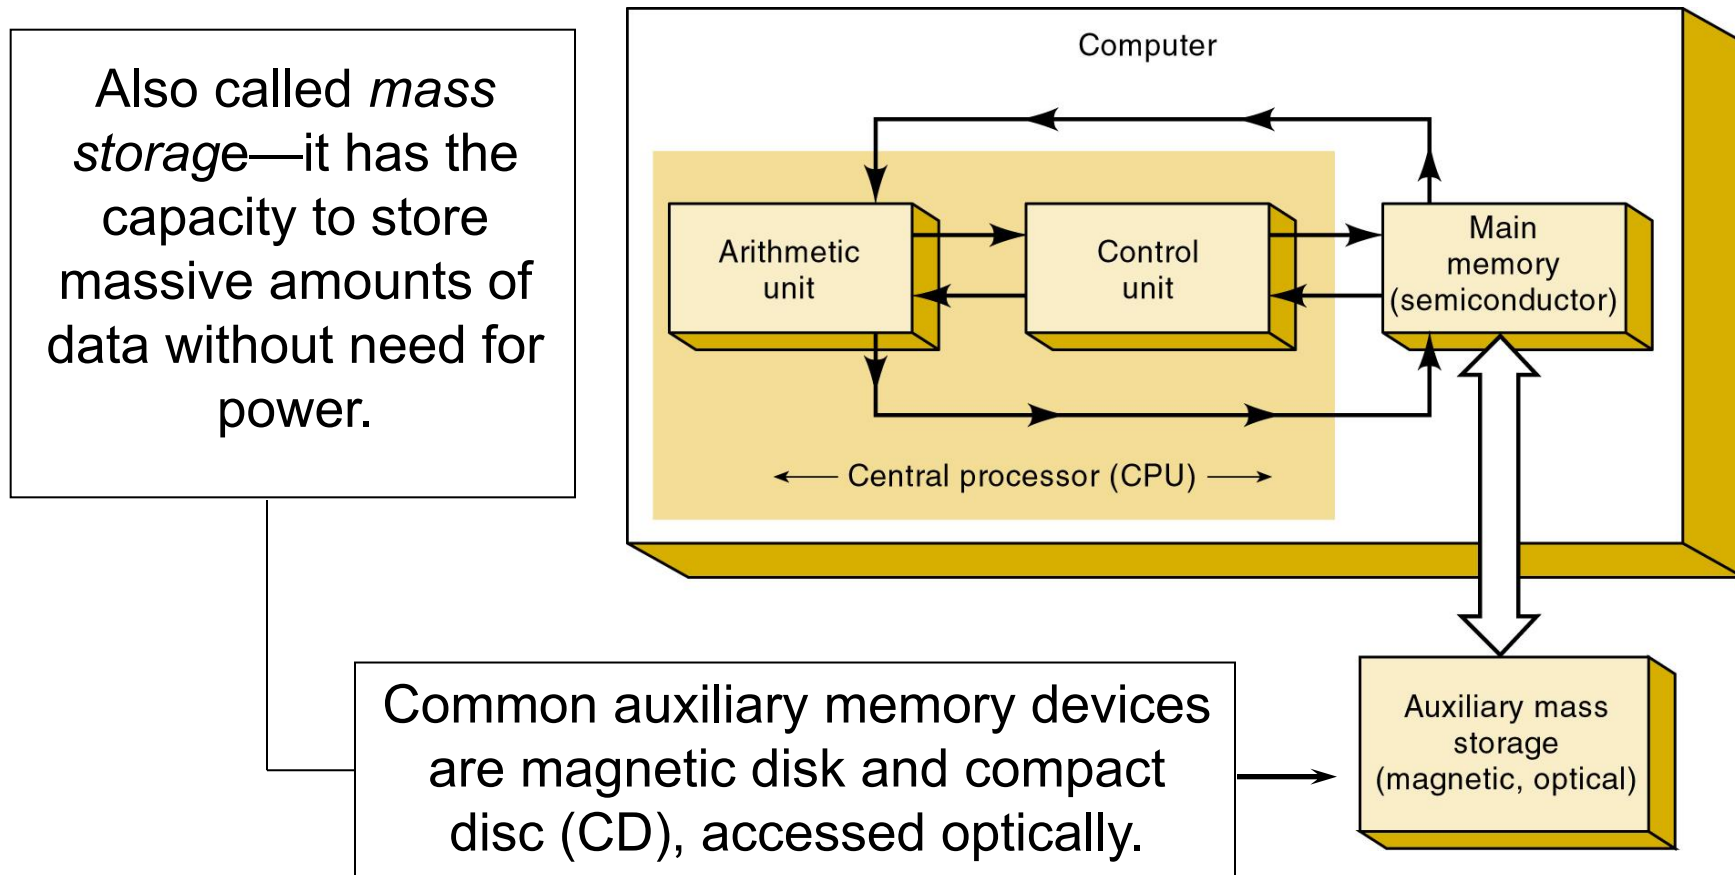 Also called mass
storage—it has the
capacity to store
massive amounts of
data without need for
power.
Computer
Arithmetic
unit
Control
unit
Main
memory
(semiconductor)
Central processor (CPU)
Common auxiliary memory devices
are magnetic disk and compact
disc (CD), accessed optically.
Auxiliary mass
storage
(magnetic, optical)